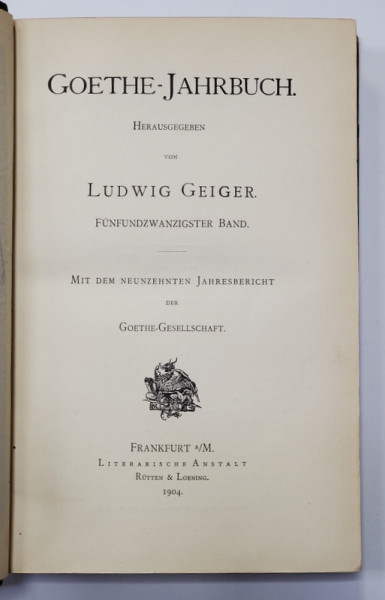 GOETHE-JAHRBUCH.
HERAUSGEGEBEN
VON
LUDWIG GEIGER.
FÜNFUNDZWANZIGSTER BAND.
MIT DEM NEUNZEHNTEN JAHRESBERICHT
DER
GOETHE-GESELLSCHAFT.
FRANKFURT A/M.
LITERARISCHE ANSTALT
RÜTTEN & LOENING.
1904.